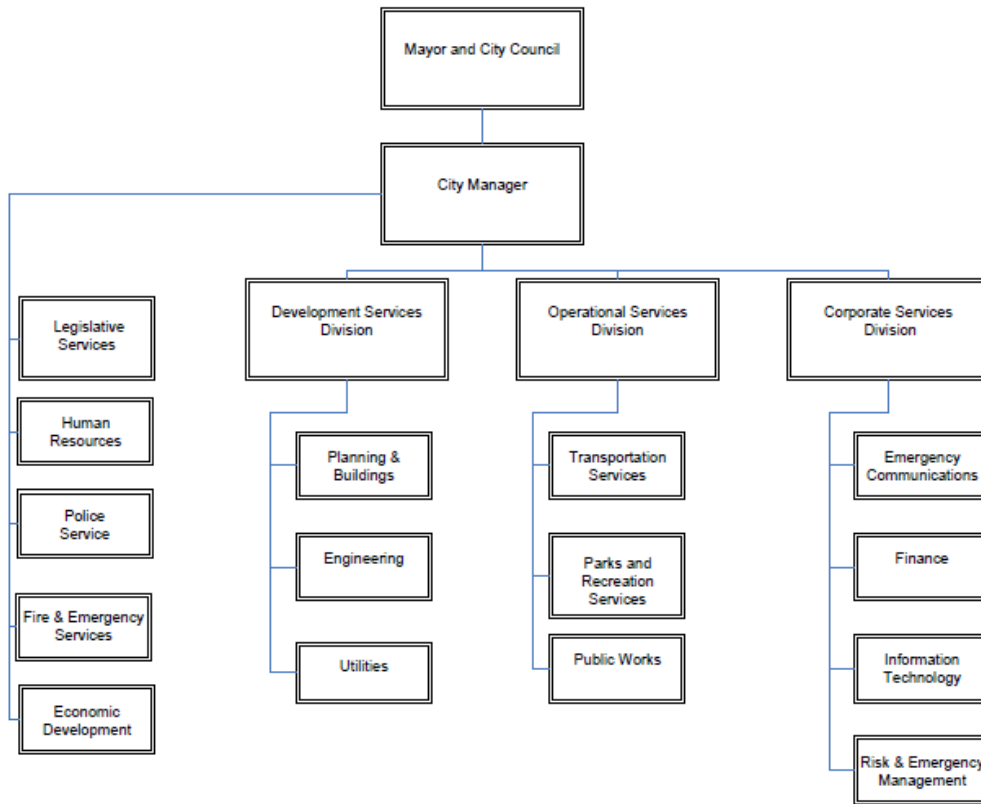 Mayor and City Council
City Manager
Legislative
Services
Human
Resources
Police
Service
Fire & Emergency
Services
Economic
Development
Development Services
Division
Planning &
Buildings
Engineering
Utilities
Operational Services
Division
Transportation
Services
Parks and
Recreation
Services
Public Works
Corporate Services
Division
Emergency
Communications
Finance
Information
Technology
Risk & Emergency
Management